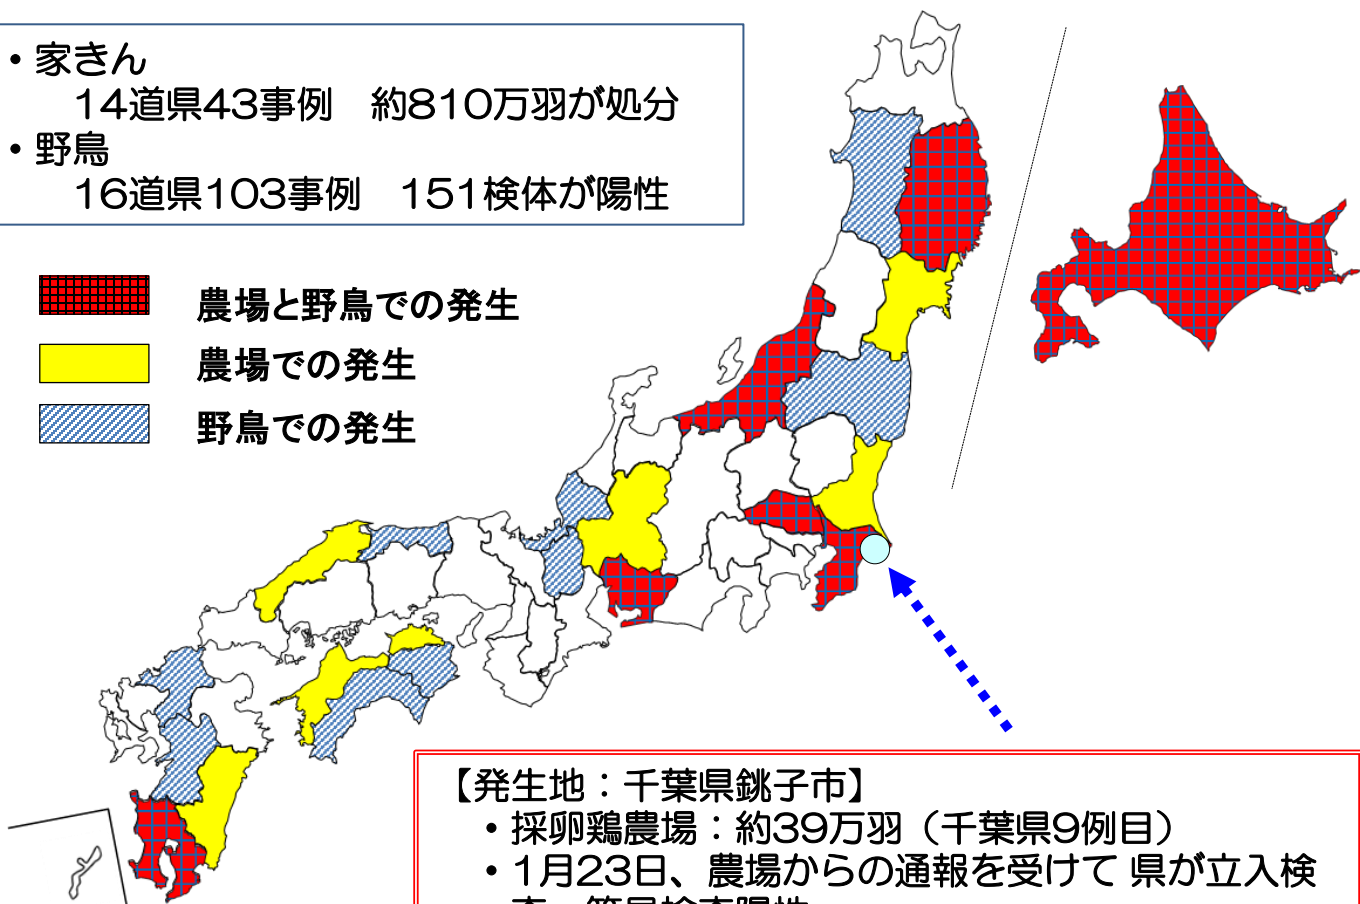 ・家きん
14道県43事例　約810万羽が処分
・野鳥
16道県103事例　151検体が陽性
農場と野鳥での発生
農場での発生
野鳥での発生
【発生地：千葉県銚子市】
・採卵鶏農場：約39万羽（千葉県9例目）
・1月23日、農場からの通報を受けて 県が立入検